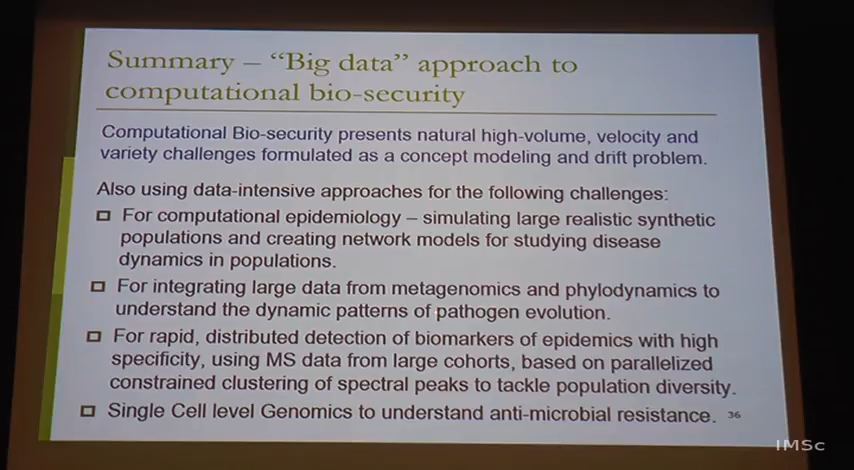 Summary – “Big data” approach to
computational bio-security
Computational Bio-security presents natural high-volume, velocity and
variety challenges formulated as a concept modeling and drift problem.
Also using data-intensive approaches for the following challenges:
For computational epidemiology – simulating large realistic synthetic
populations and creating network models for studying disease
dynamics in populations.
For integrating large data from metagenomics and phylodynamics to
understand the dynamic patterns of pathogen evolution.
For rapid, distributed detection of biomarkers of epidemics with high
specificity, using MS data from large cohorts, based on parallelized
constrained clustering of spectral peaks to tackle population diversity.
Single Cell level Genomics to understand anti-microbial resistance. 36
IMSc